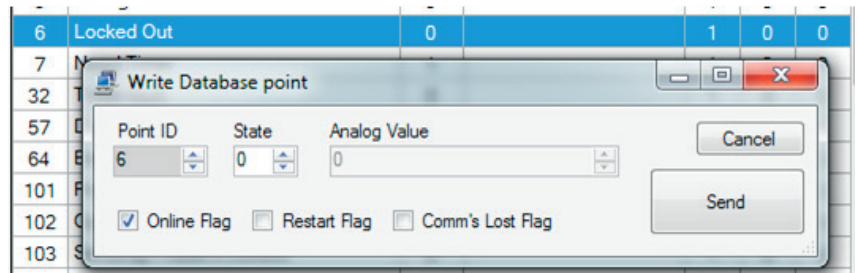 6 Locked Out 0 1 0 0
7
32
57
64
101
102
103
Write Database point
Point ID State Analog Value
6 0 0
Cancel
Send
Online Flag Restart Flag Comm's Lost Flag